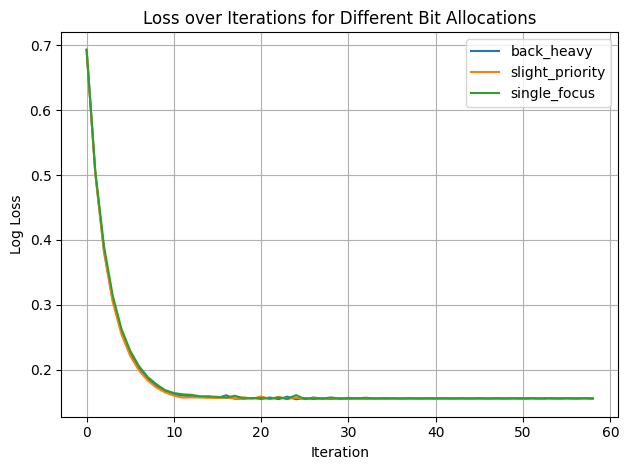 Loss over Iterations for Different Bit Allocations
back_heavy
slight_priority
single_focus
Log Loss
0.7
0.6
0.5
0.4
0.3
0.2
0 10 20 30 40 50 60
Iteration